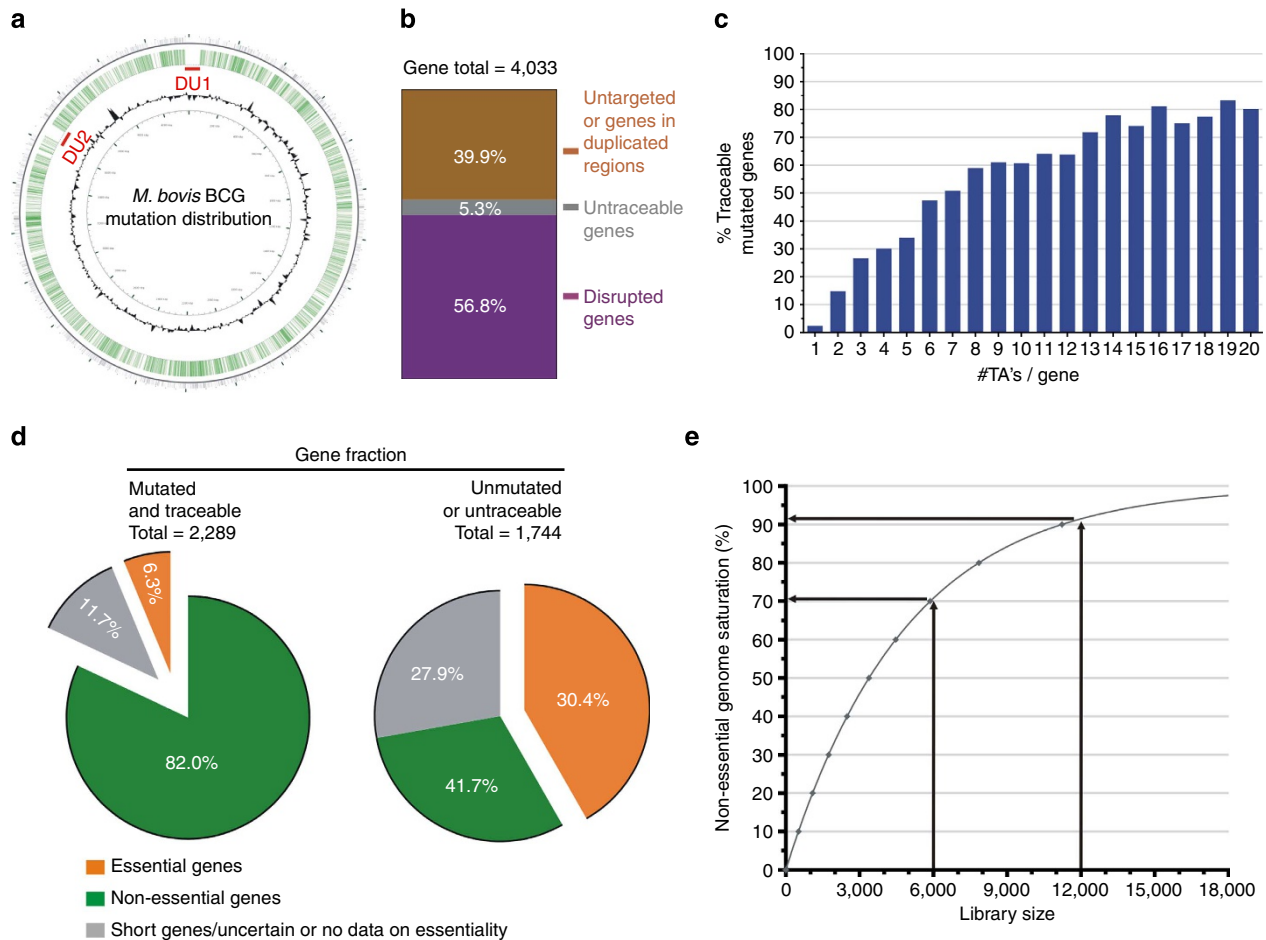 a
DU1
DU2
M. bovis BCG
mutation distribution
b
Gene total = 4,033
39.9%
5.3%
56.8%
Untargeted
or genes in
duplicated
regions
Untraceable
genes
Disrupted
genes
c
% Traceable
mutated genes
100
90
80
70
60
50
40
30
20
10
0
1 2 3 4 5 6 7 8 9 10 11 12 13 14 15 16 17 18 19 20
#TA's / gene
d
Gene fraction
Mutated
and traceable
Total = 2,289
Unmutated
or untraceable
Total = 1,744
6.3%
11.7%
82.0%
27.9%
30.4%
41.7%
Essential genes
Non-essential genes
Short genes/uncertain or no data on essentiality
e
Non-essential genome saturation (%)
100
90
80
70
60
50
40
30
20
10
0
0 3,000 6,000 9,000 12,000 15,000 18,000
Library size